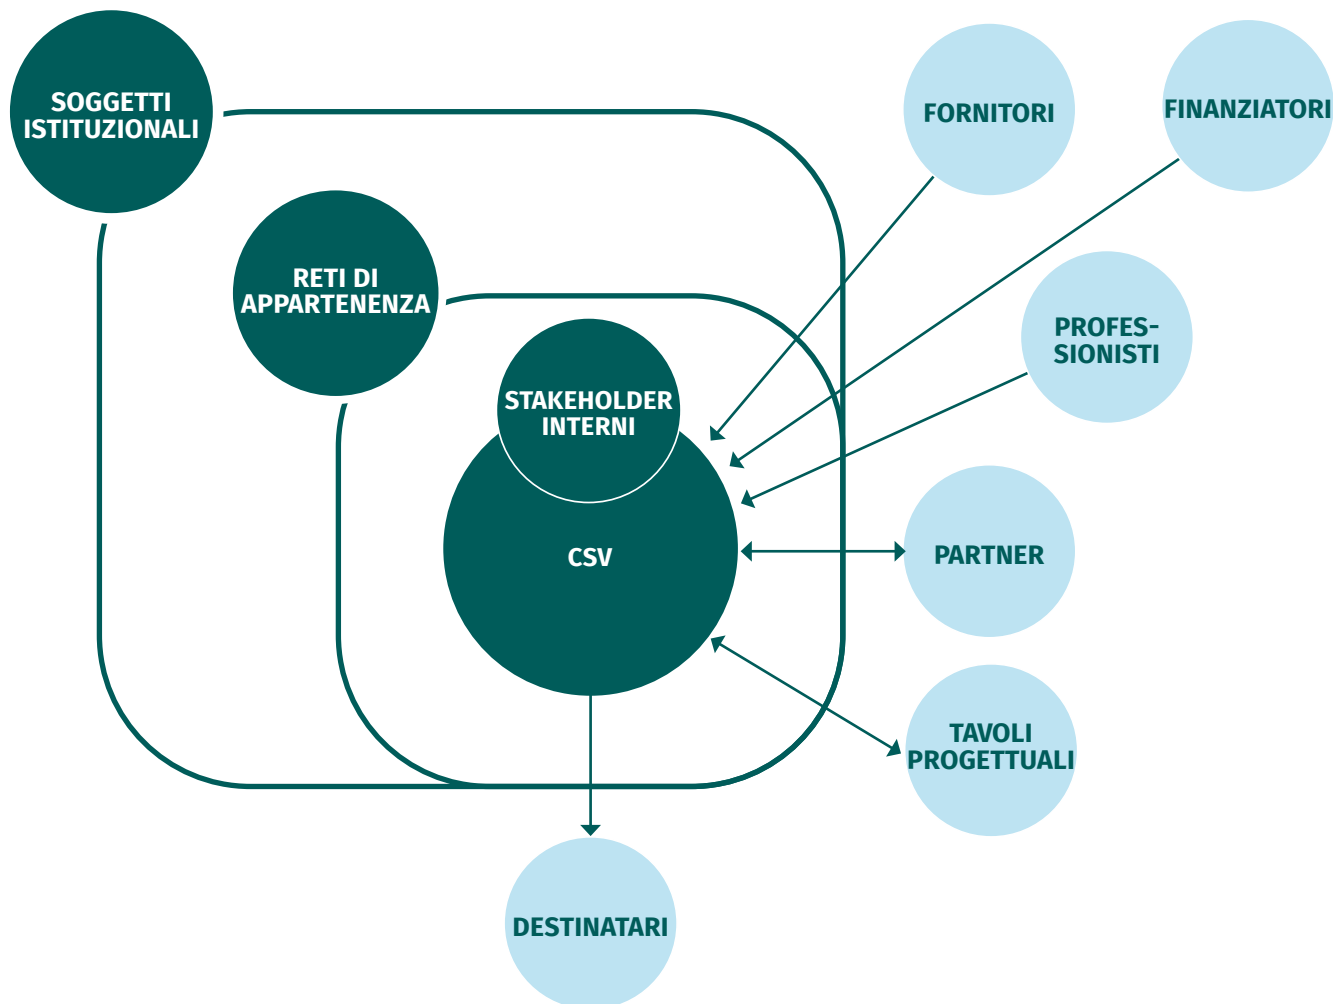 SOGGETTI
ISTITUZIONALI
FORNITORI
FINANZIATORI
RETI DI
APPARTENENZA
PROFES-
SIONISTI
STAKEHOLDER
INTERNI
CSV
PARTNER
TAVOLI
PROGETTUALI
DESTINATARI